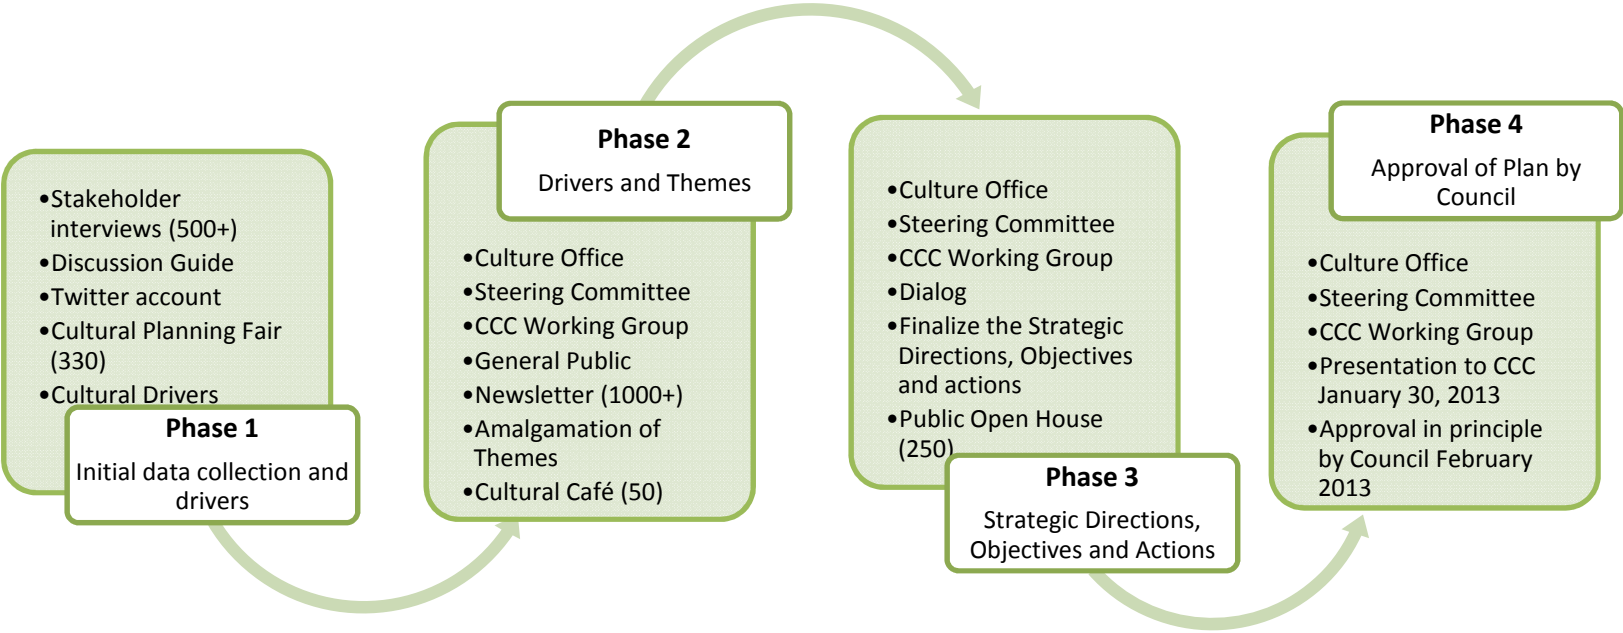 •Stakeholder
interviews (500+)
•Discussion Guide
•Twitter account
•Cultural Planning Fair
(330)
•Cultural Drivers
Phase 1
Initial data collection and
drivers
Phase 2
Drivers and Themes
•Culture Office
•Steering Committee
•CCC Working Group
•General Public
•Newsletter (1000+)
•Amalgamation of
Themes
•Cultural Café (50)
•Culture Office
•Steering Committee
•CCC Working Group
•Dialog
•Finalize the Strategic
Directions, Objectives
and actions
•Public Open House
(250)
Phase 3
Strategic Directions,
Objectives and Actions
Phase 4
Approval of Plan by
Council
•Culture Office
•Steering Committee
•CCC Working Group
•Presentation to CCC
January 30, 2013
•Approval in principle
by Council February
2013